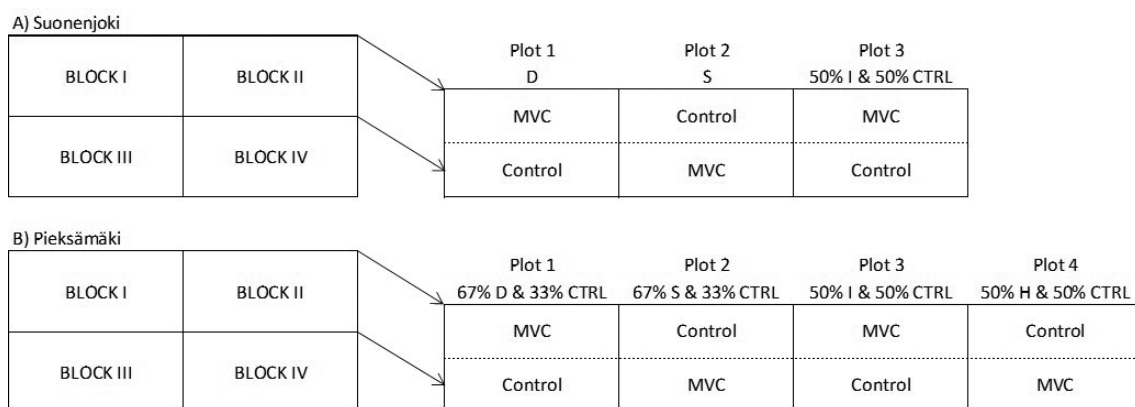 A) Suonenjoki
Plot 1 Plot 2 Plot 3
BLOCK I BLOCK II D S 50% I & 50% CTRL
MVC Control MVC
BLOCK III BLOCK IV Control MVC Control
B) Pieksämäki
Plot 1 Plot 2 Plot 3 Plot 4
BLOCK I BLOCK II 67% D & 33% CTRL 67% S & 33% CTRL 50% I & 50% CTRL 50% H & 50% CTRL
MVC Control MVC Control
BLOCK III BLOCK IV Control MVC Control MVC